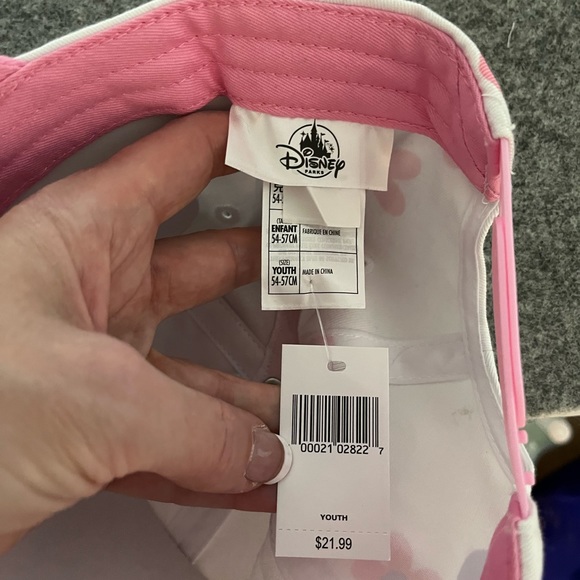 Disney
PARKS
54-
ENFANT
54-57CM
FABRIQUÉ EN CHINE
(SIZE)
YOUTH
54-57CM
MADE IN CHINA
00021 02822 7
YOUTH
$21.99